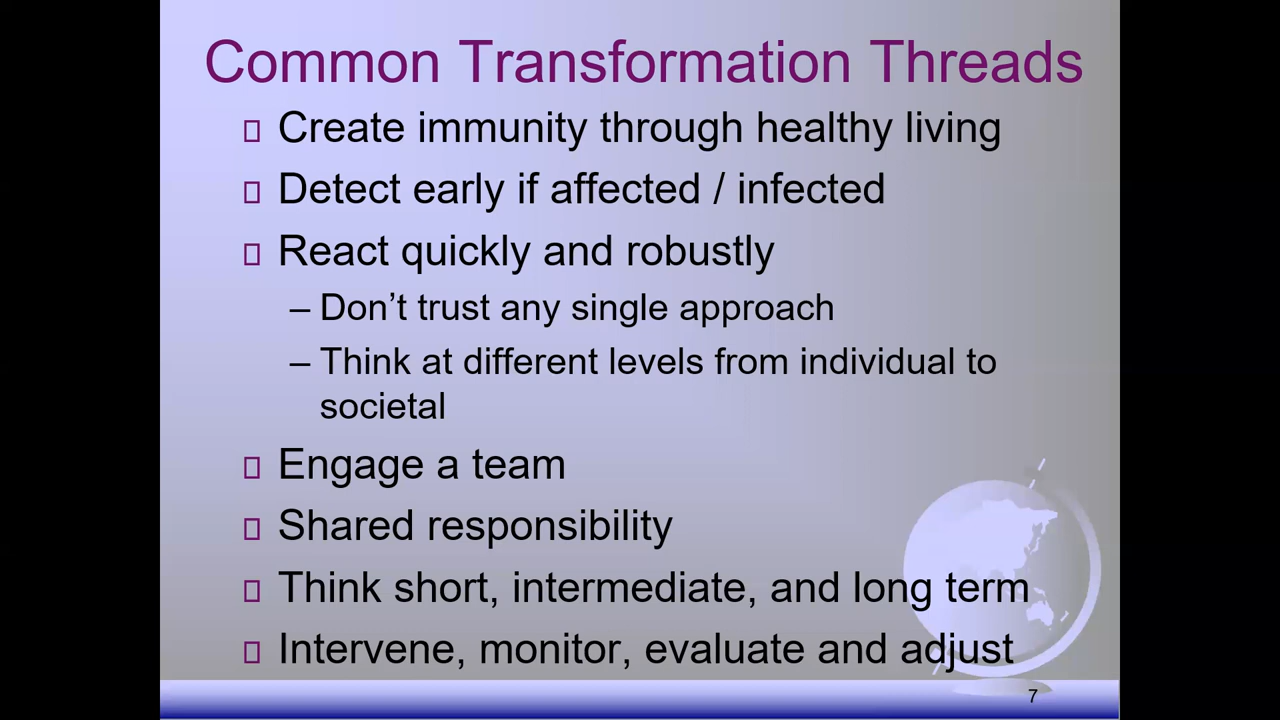 Common Transformation Threads
Create immunity through healthy living
Detect early if affected / infected
React quickly and robustly
– Don’t trust any single approach
– Think at different levels from individual to
societal
Engage a team
Shared responsibility
Think short, intermediate, and long term
Intervene, monitor, evaluate and adjust
7